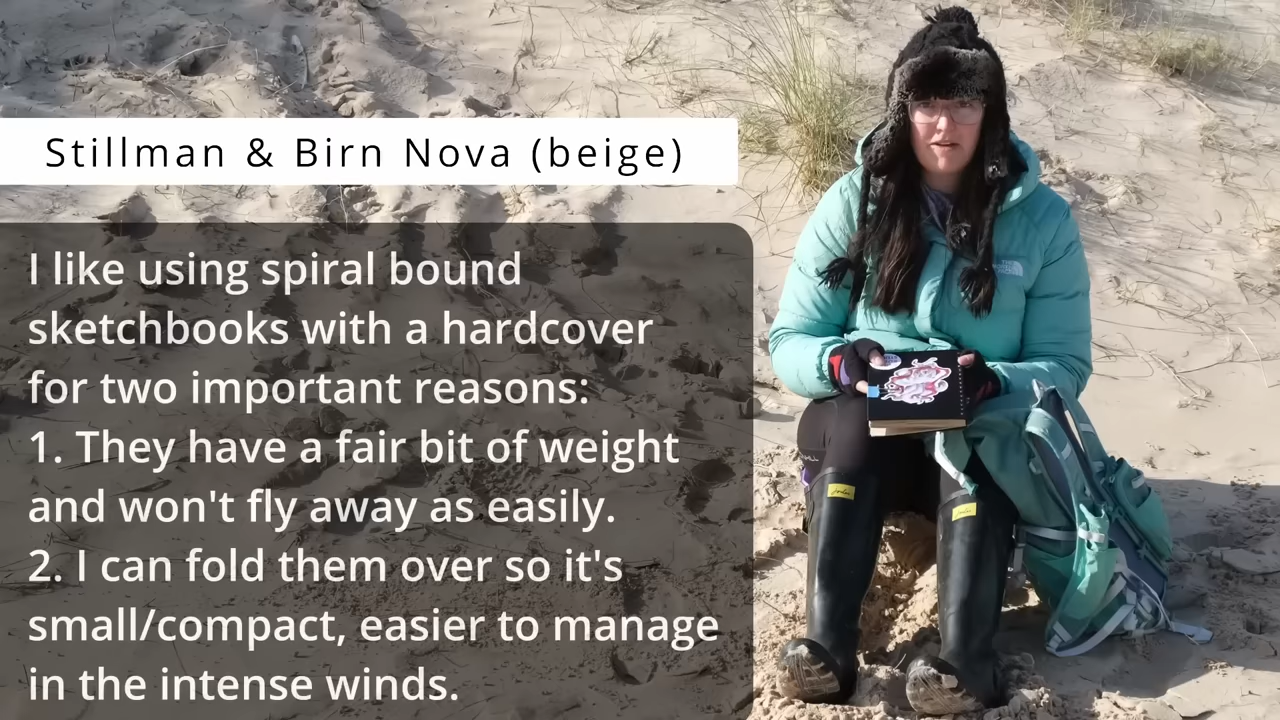 Stillman & Birn Nova (beige)
I like using spiral bound
sketchbooks with a hardcover
for two important reasons:
1. They have a fair bit of weight
and won't fly away as easily.
2. I can fold them over so it's
small/compact, easier to manage
in the intense winds.